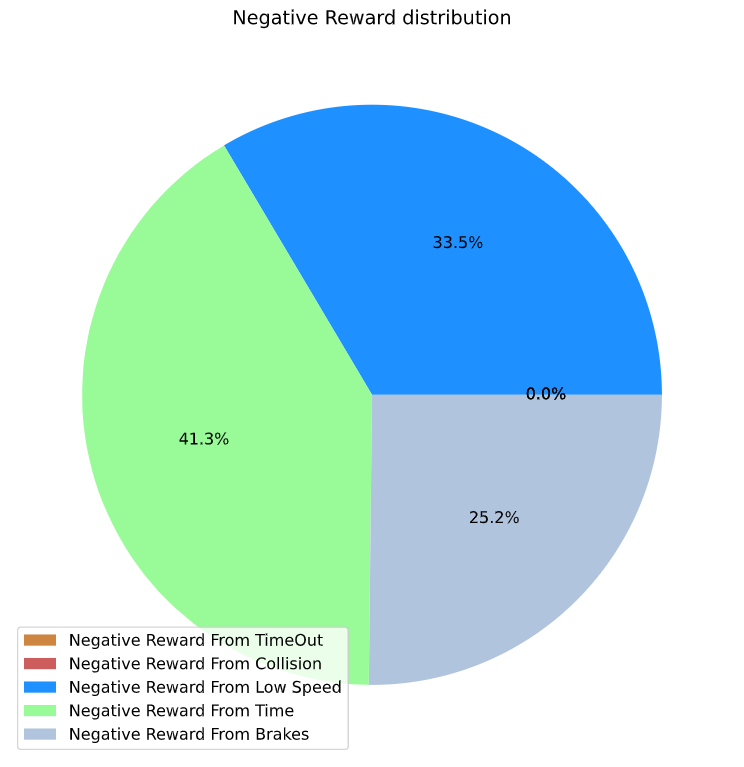 Negative Reward distribution
33.5%
0.0%
41.3%
25.2%
Negative Reward From TimeOut
Negative Reward From Collision
Negative Reward From Low Speed
Negative Reward From Time
Negative Reward From Brakes